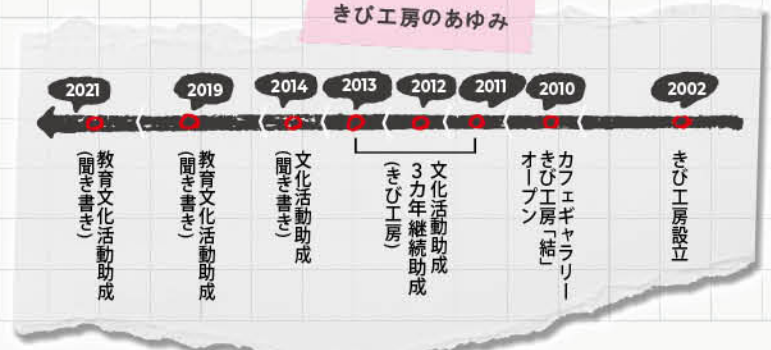 きび工房のあゆみ
2002
きび工房設立
2010
カフェギャラリー
きび工房「結」
オープン
2011
2012
2013
文化活動助成
3カ年継続助成
(きび工房)
2014
文化活動助成
(聞き書き)
2019
教育文化活動助成
(聞き書き)
2021
教育文化活動助成
(聞き書き)